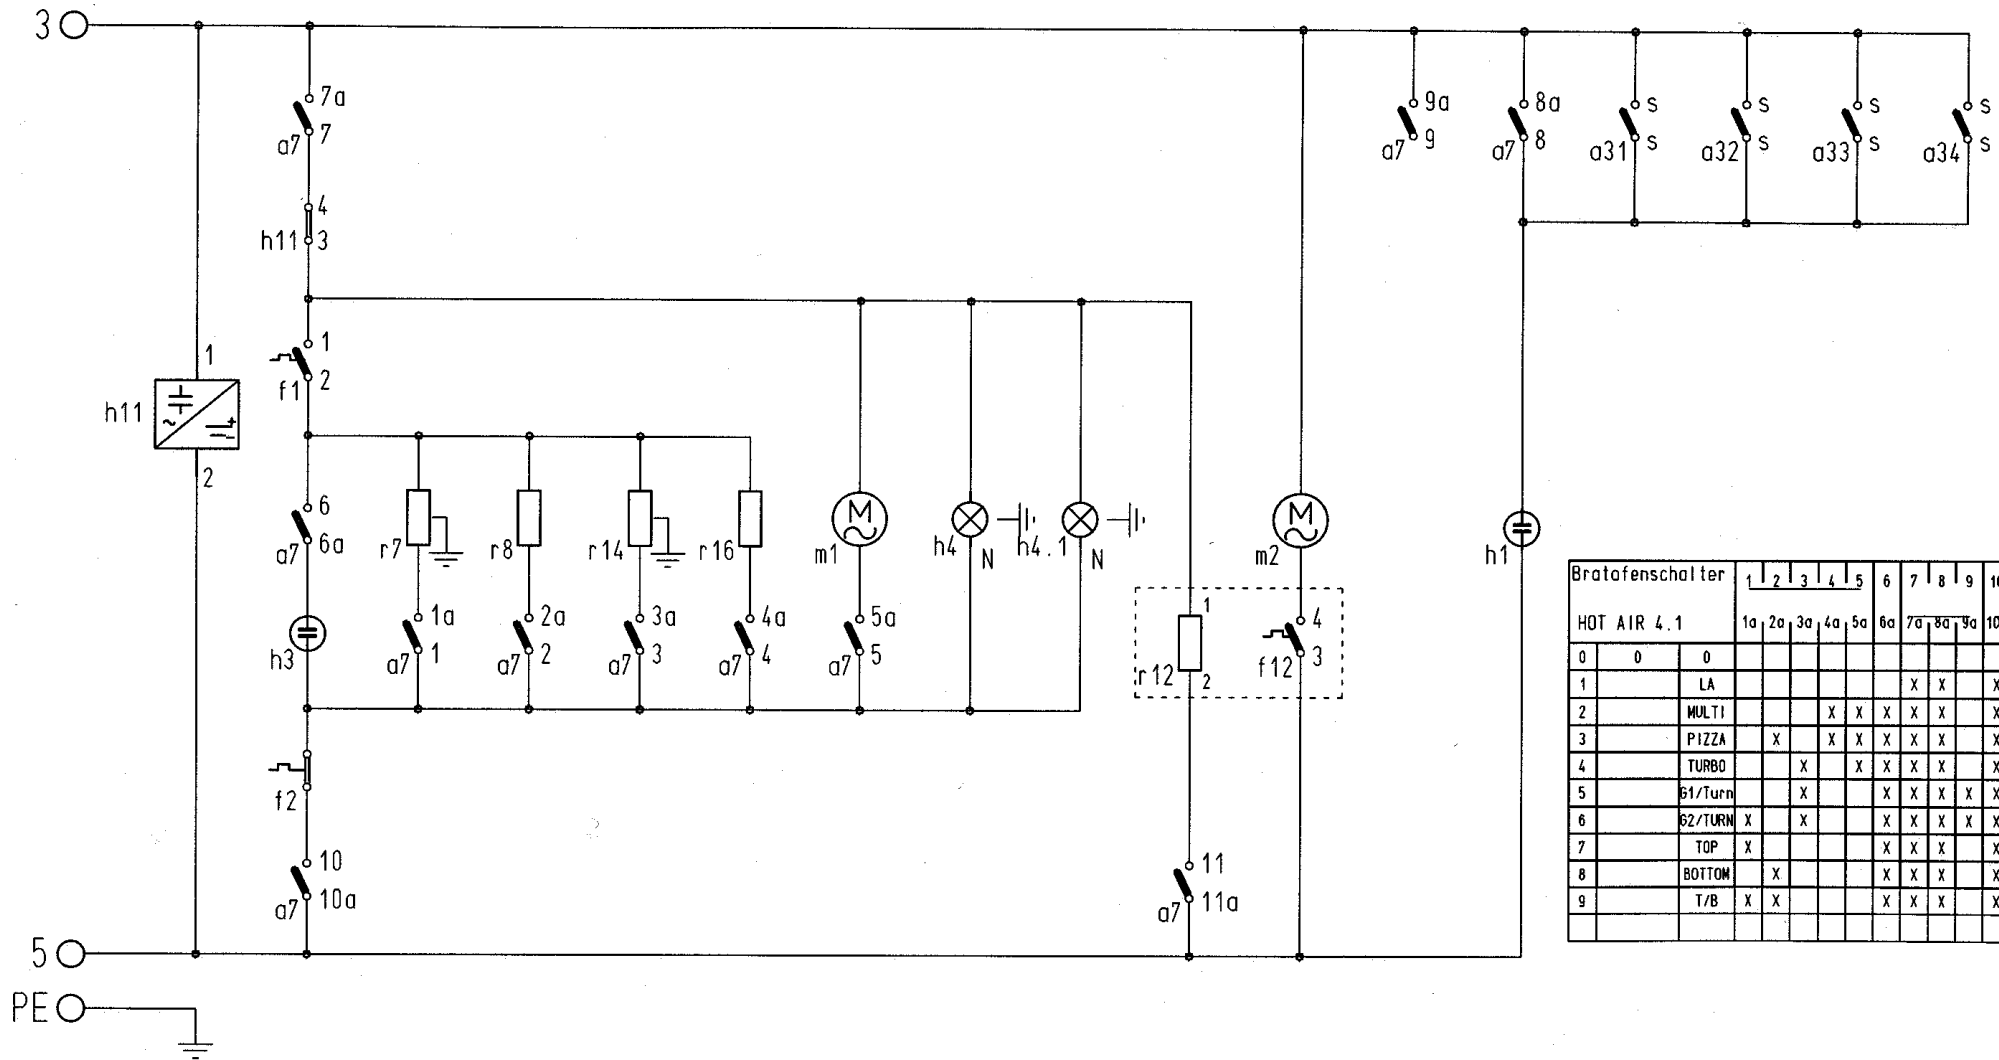 3
7a
7
a7
4
h11 3
1
f1 2
h11
1
~
+
-
2
6
a7 6a
h3
r7
r8
r14
r16
M
m1
h4
N
h4.1
N
1a
a7 1
2a
a7 2
3a
a7 3
4a
a7 4
5a
a7 5
f2
10
a7 10a
1
r12 2
M
m2
4
f12 3
11
a7 11a
9a
a7 9
8a
a7 8
S
a31 S
S
a32 S
S
a33 S
S
a34 S
h1
5
PE
Bratofenschalter 1 2 3 4 5 6 7 8 9
HOT AIR 4.1 1a 2a 3a 4a 5a 6a 7a 8a 9a
0 0 0
1 LA X X X
2 MULTI X X X X X X
3 PIZZA X X X X X X X
4 TURBO X X X X X X
5 G1/Turn X X X X X X
6 G2/TURN X X X X X X X
7 TOP X X X X X
8 BOTTOM X X X X X
9 T/B X X X X X X